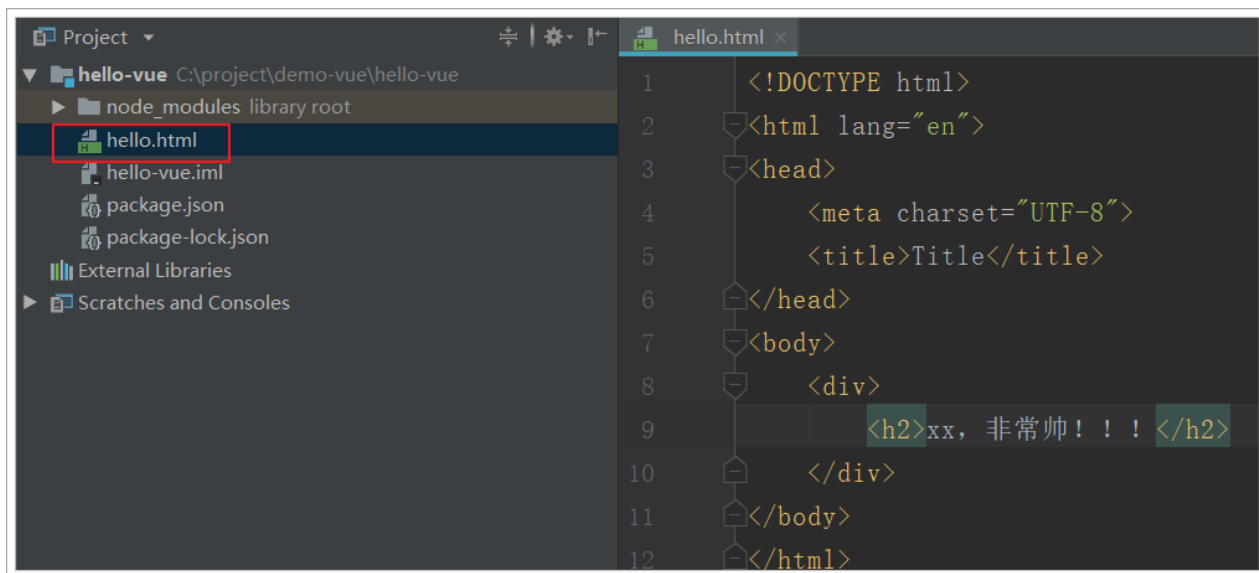 Project
hello-vue C:\project\demo-vue\hello-vue
node_modules library root
hello.html
hello-vue.iml
package.json
package-lock.json
External Libraries
Scratches and Consoles
hello.html
1 <!DOCTYPE html>
2 <html lang="en">
3 <head>
4 <meta charset="UTF-8">
5 <title>Title</title>
6 </head>
7 <body>
8 <div>
9 <h2>xx，非常帅！！！</h2>
10 </div>
11 </body>
12 </html>